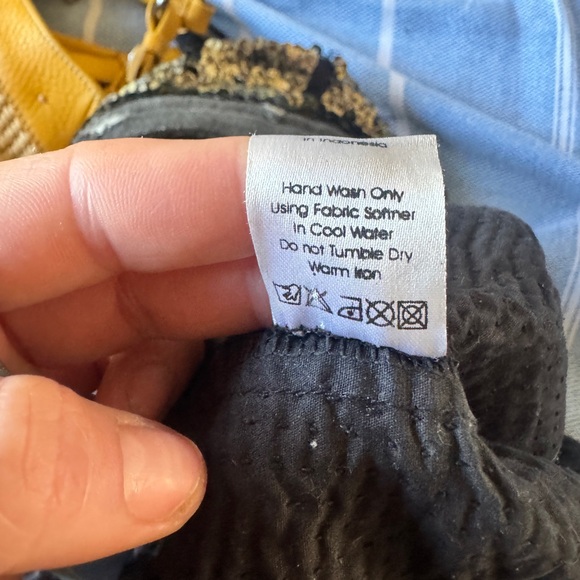 in Indonesia
Hand Wash Only
Using Fabric Softner
in Cool Water
Do not Tumble Dry
Warm Iron